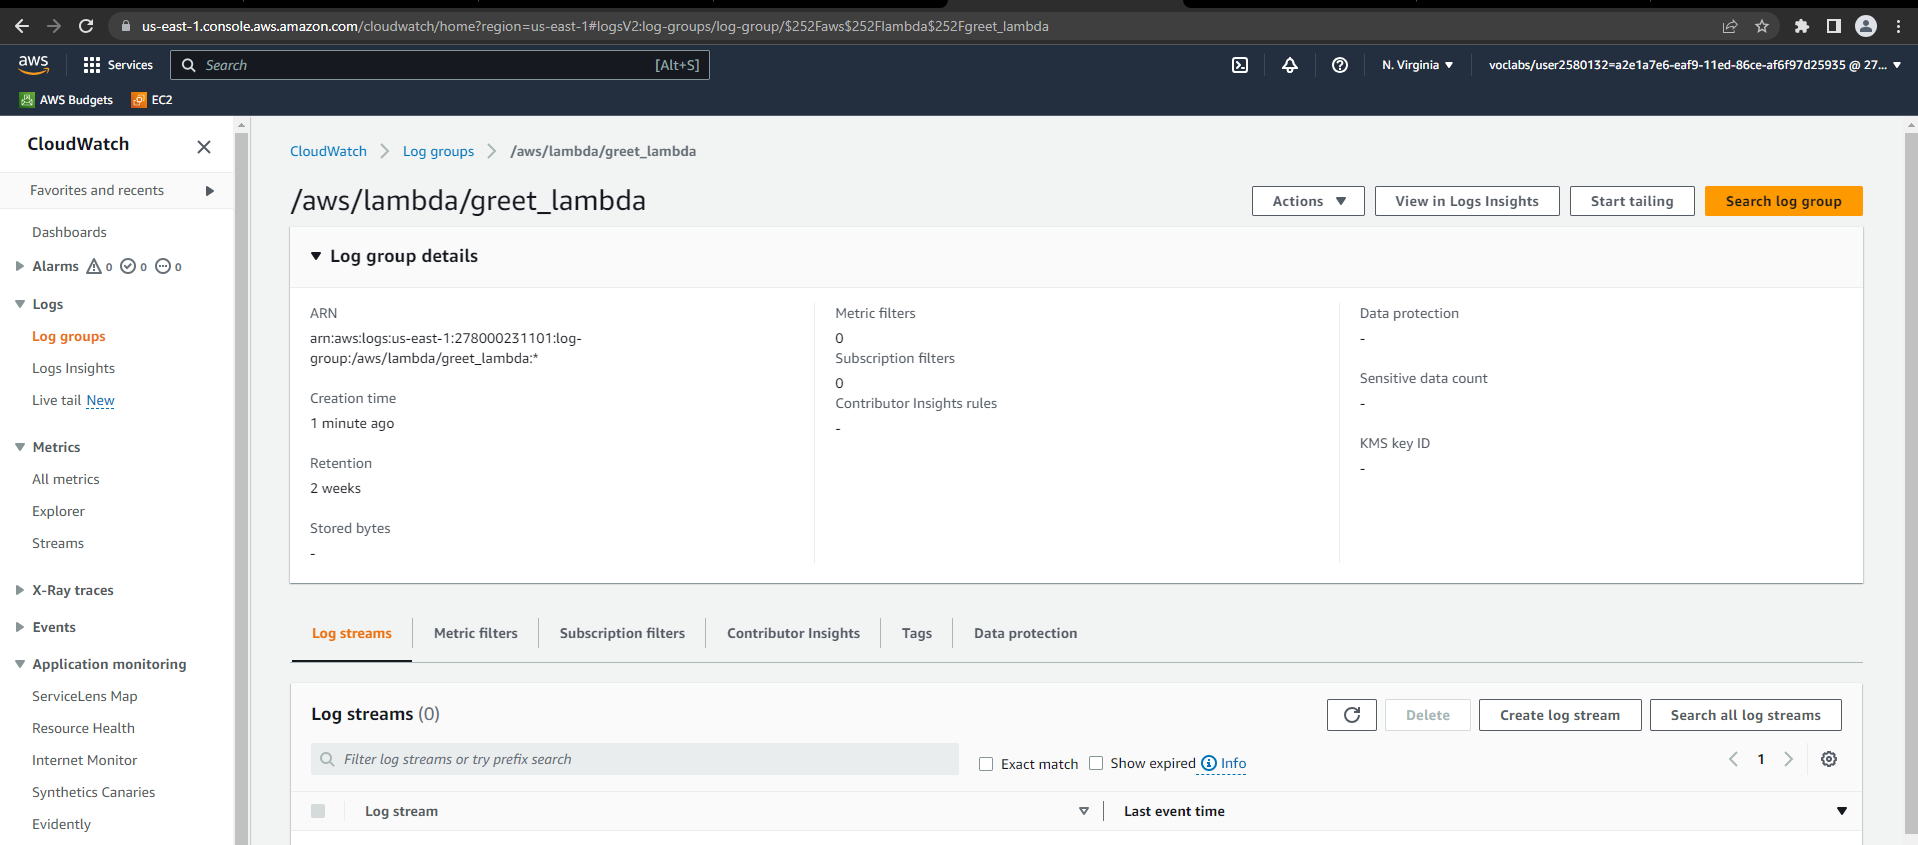 us-east-1.console.aws.amazon.com/cloudwatch/home?region=us-east-1#logsV2:log-groups/log-group/$252Faws$252Flambda$252Fgreet_lambda
aws Services Search [Alt+S] N. Virginia voclabs/user2580132=a2e1a7e6-eaf9-11ed-86ce-af6f97d25935 @ 27...
AWS Budgets EC2
CloudWatch
Favorites and recents
Dashboards
Alarms 0 0 0
Logs
Log groups
Logs Insights
Live tail New
Metrics
All metrics
Explorer
Streams
X-Ray traces
Events
Application monitoring
ServiceLens Map
Resource Health
Internet Monitor
Synthetics Canaries
Evidently
CloudWatch Log groups /aws/lambda/greet_lambda
/aws/lambda/greet_lambda
Actions View in Logs Insights Start tailing Search log group
Log group details
ARN
arn:aws:logs:us-east-1:278000231101:log-
group:/aws/lambda/greet_lambda:*
Creation time
1 minute ago
Retention
2 weeks
Stored bytes
-
Metric filters
0
Subscription filters
0
Contributor Insights rules
-
Data protection
-
Sensitive data count
-
KMS key ID
-
Log streams Metric filters Subscription filters Contributor Insights Tags Data protection
Log streams (0)
Delete Create log stream Search all log streams
Filter log streams or try prefix search Exact match Show expired Info 1
Log stream Last event time